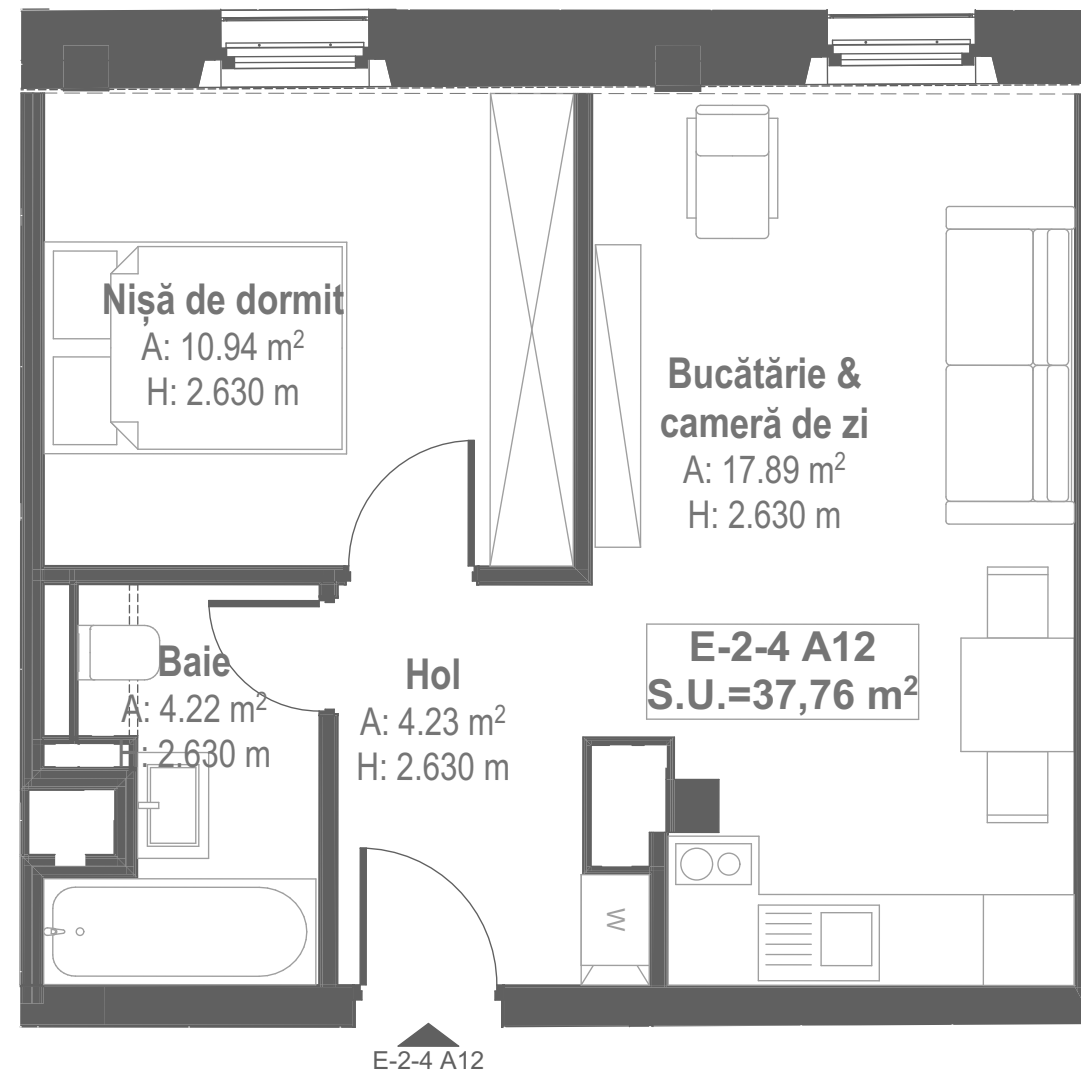 Nișă de dormit
A: 10.94 m²
H: 2.630 m
Bucătărie &
cameră de zi
A: 17.89 m²
H: 2.630 m
E-2-4 A12
S.U.=37,76 m²
Baie
A: 4.22 m²
H: 2.630 m
Hol
A: 4.23 m²
H: 2.630 m
W
E-2-4 A12